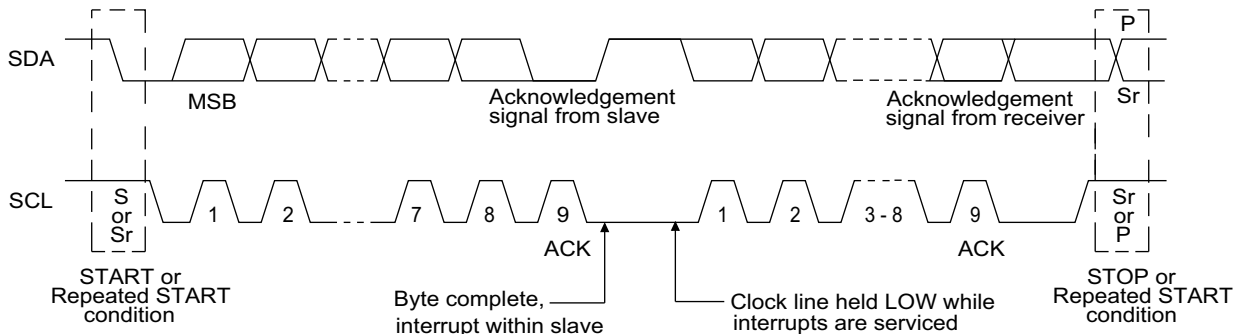 P
SDA
MSB
Acknowledgement
signal from slave
Acknowledgement
signal from receiver
Sr
SCL
S
or
Sr
1
2
7
8
9
ACK
1
2
3 - 8
9
ACK
Sr
or
P
START or
Repeated START
condition
Byte complete,
interrupt within slave
Clock line held LOW while
interrupts are serviced
STOP or
Repeated START
condition